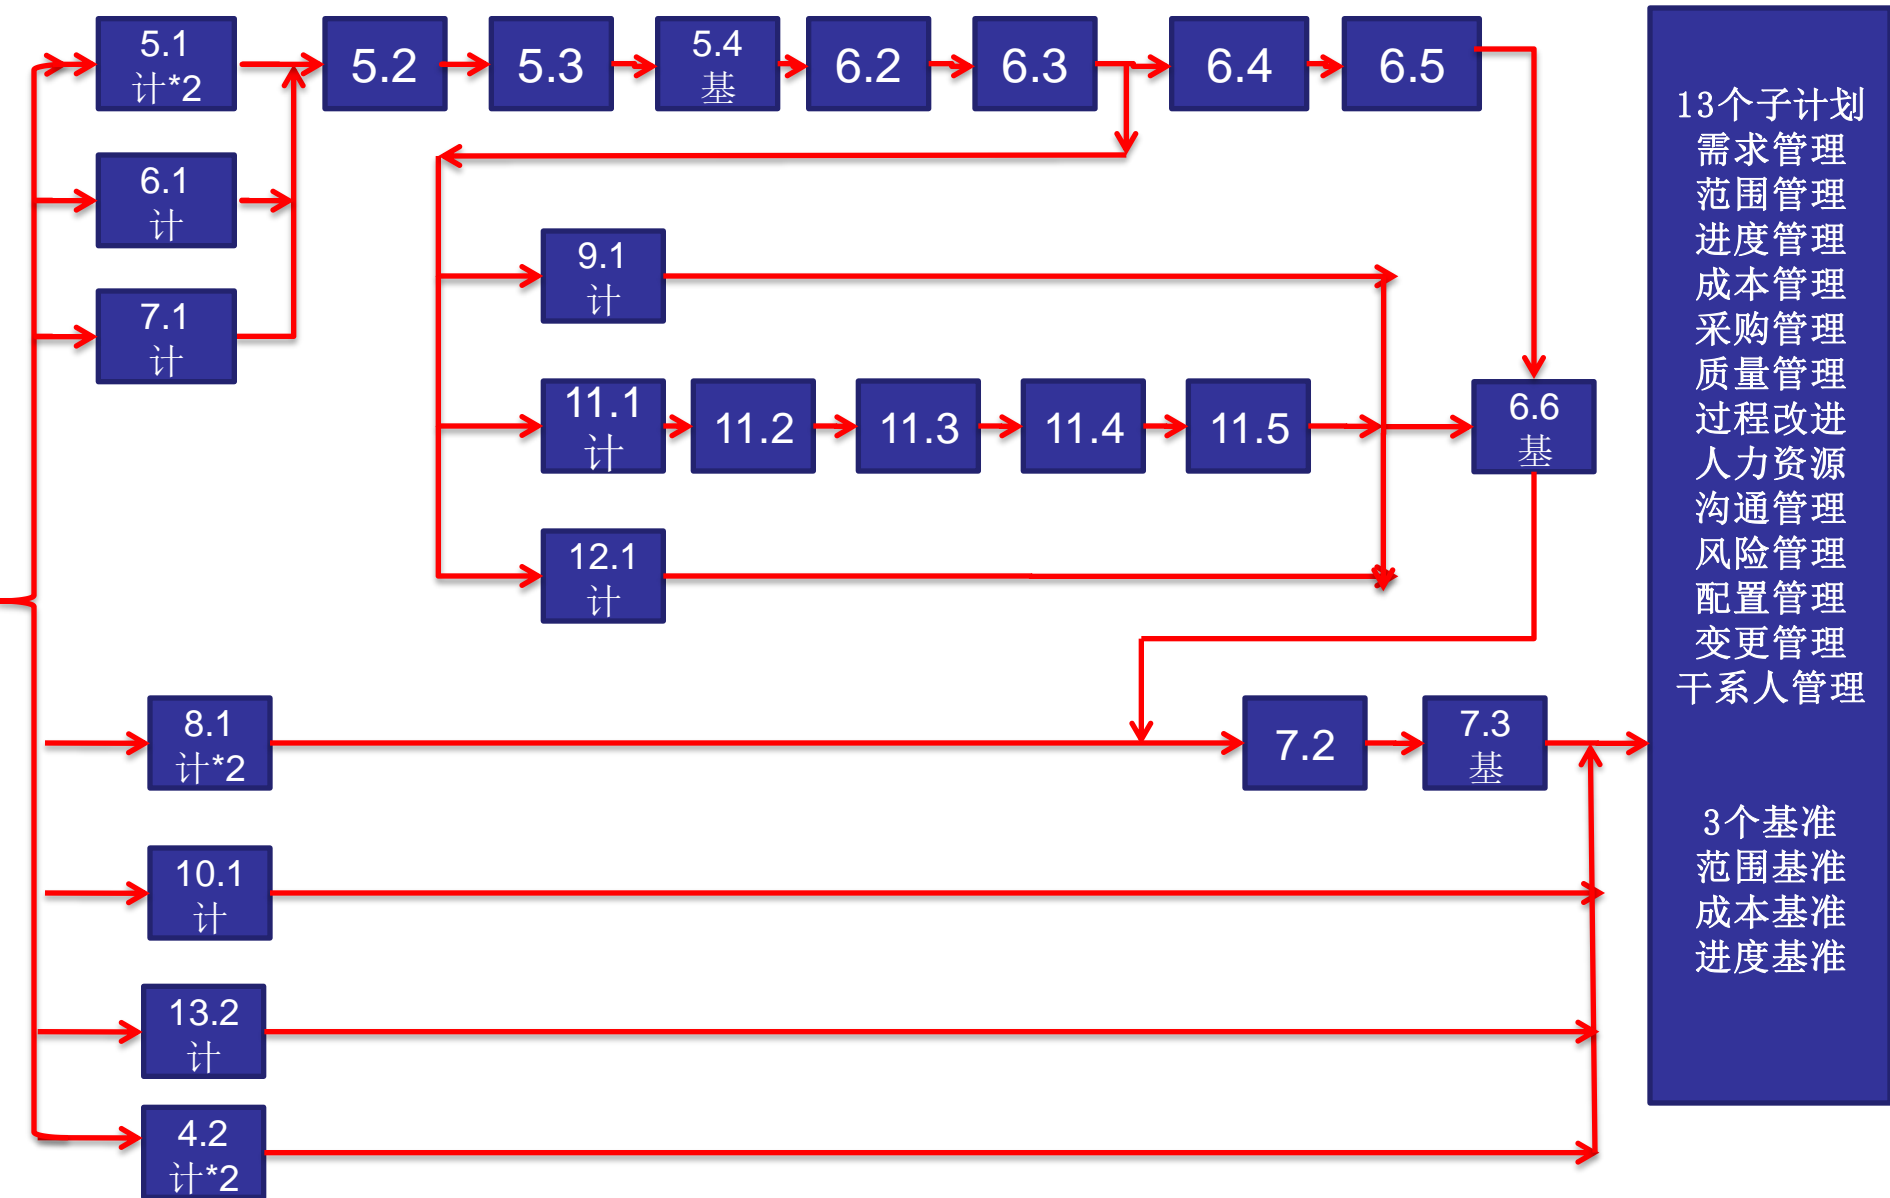 5.1
计*2
5.2
5.3
5.4
基
6.2
6.3
6.4
6.5
6.1
计
7.1
计
9.1
计
11.1
计
11.2
11.3
11.4
11.5
6.6
基
12.1
计
8.1
计*2
7.2
7.3
基
10.1
计
13.2
计
4.2
计*2
13个子计划
需求管理
范围管理
进度管理
成本管理
采购管理
质量管理
过程改进
人力资源
沟通管理
风险管理
配置管理
变更管理
干系人管理
3个基准
范围基准
成本基准
进度基准